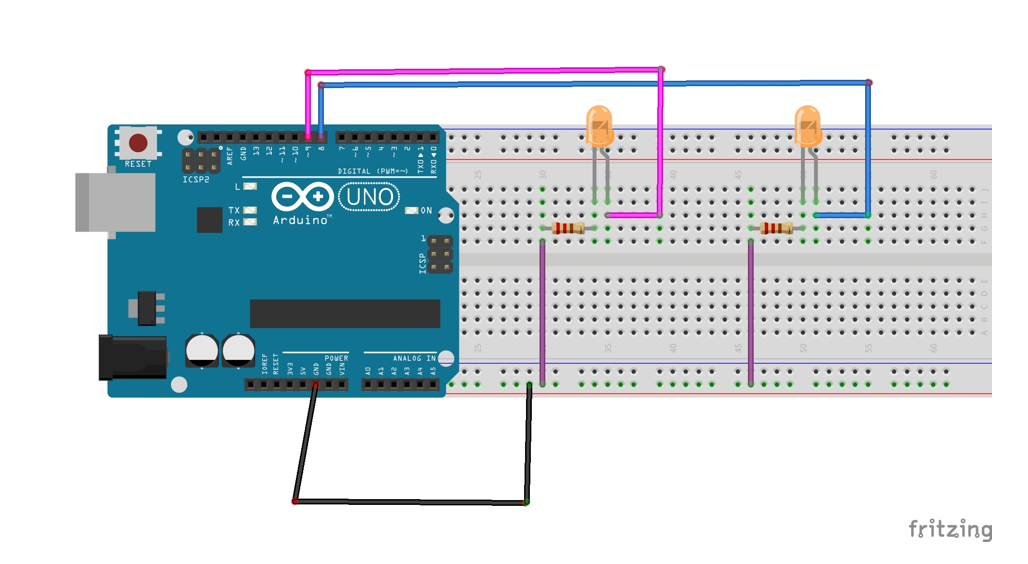 RESET
ICSP2
AREF
GND
13
12
~11
~10
~9
8
7
~6
~5
4
~3
2
TX0▶1
RX0◀0
DIGITAL (PWM=~)
L
TX
RX
Arduino™
UNO
ON
1
ICSP
IOREF
RESET
3V3
5V
GND
GND
VIN
POWER
A0
A1
A2
A3
A4
A5
ANALOG IN
25
30
35
40
45
50
55
60
J
I
H
G
F
E
D
C
B
A
25
30
35
40
45
50
55
60
fritzing